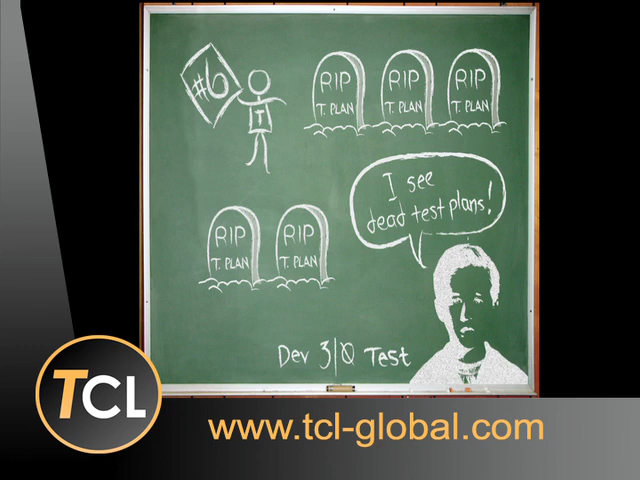 #6
T
RIP
T. PLAN
RIP
T. PLAN
RIP
T. PLAN
I see
dead test plans!
RIP
T. PLAN
RIP
T. PLAN
Dev 3|0 Test
TCL
www.tcl-global.com